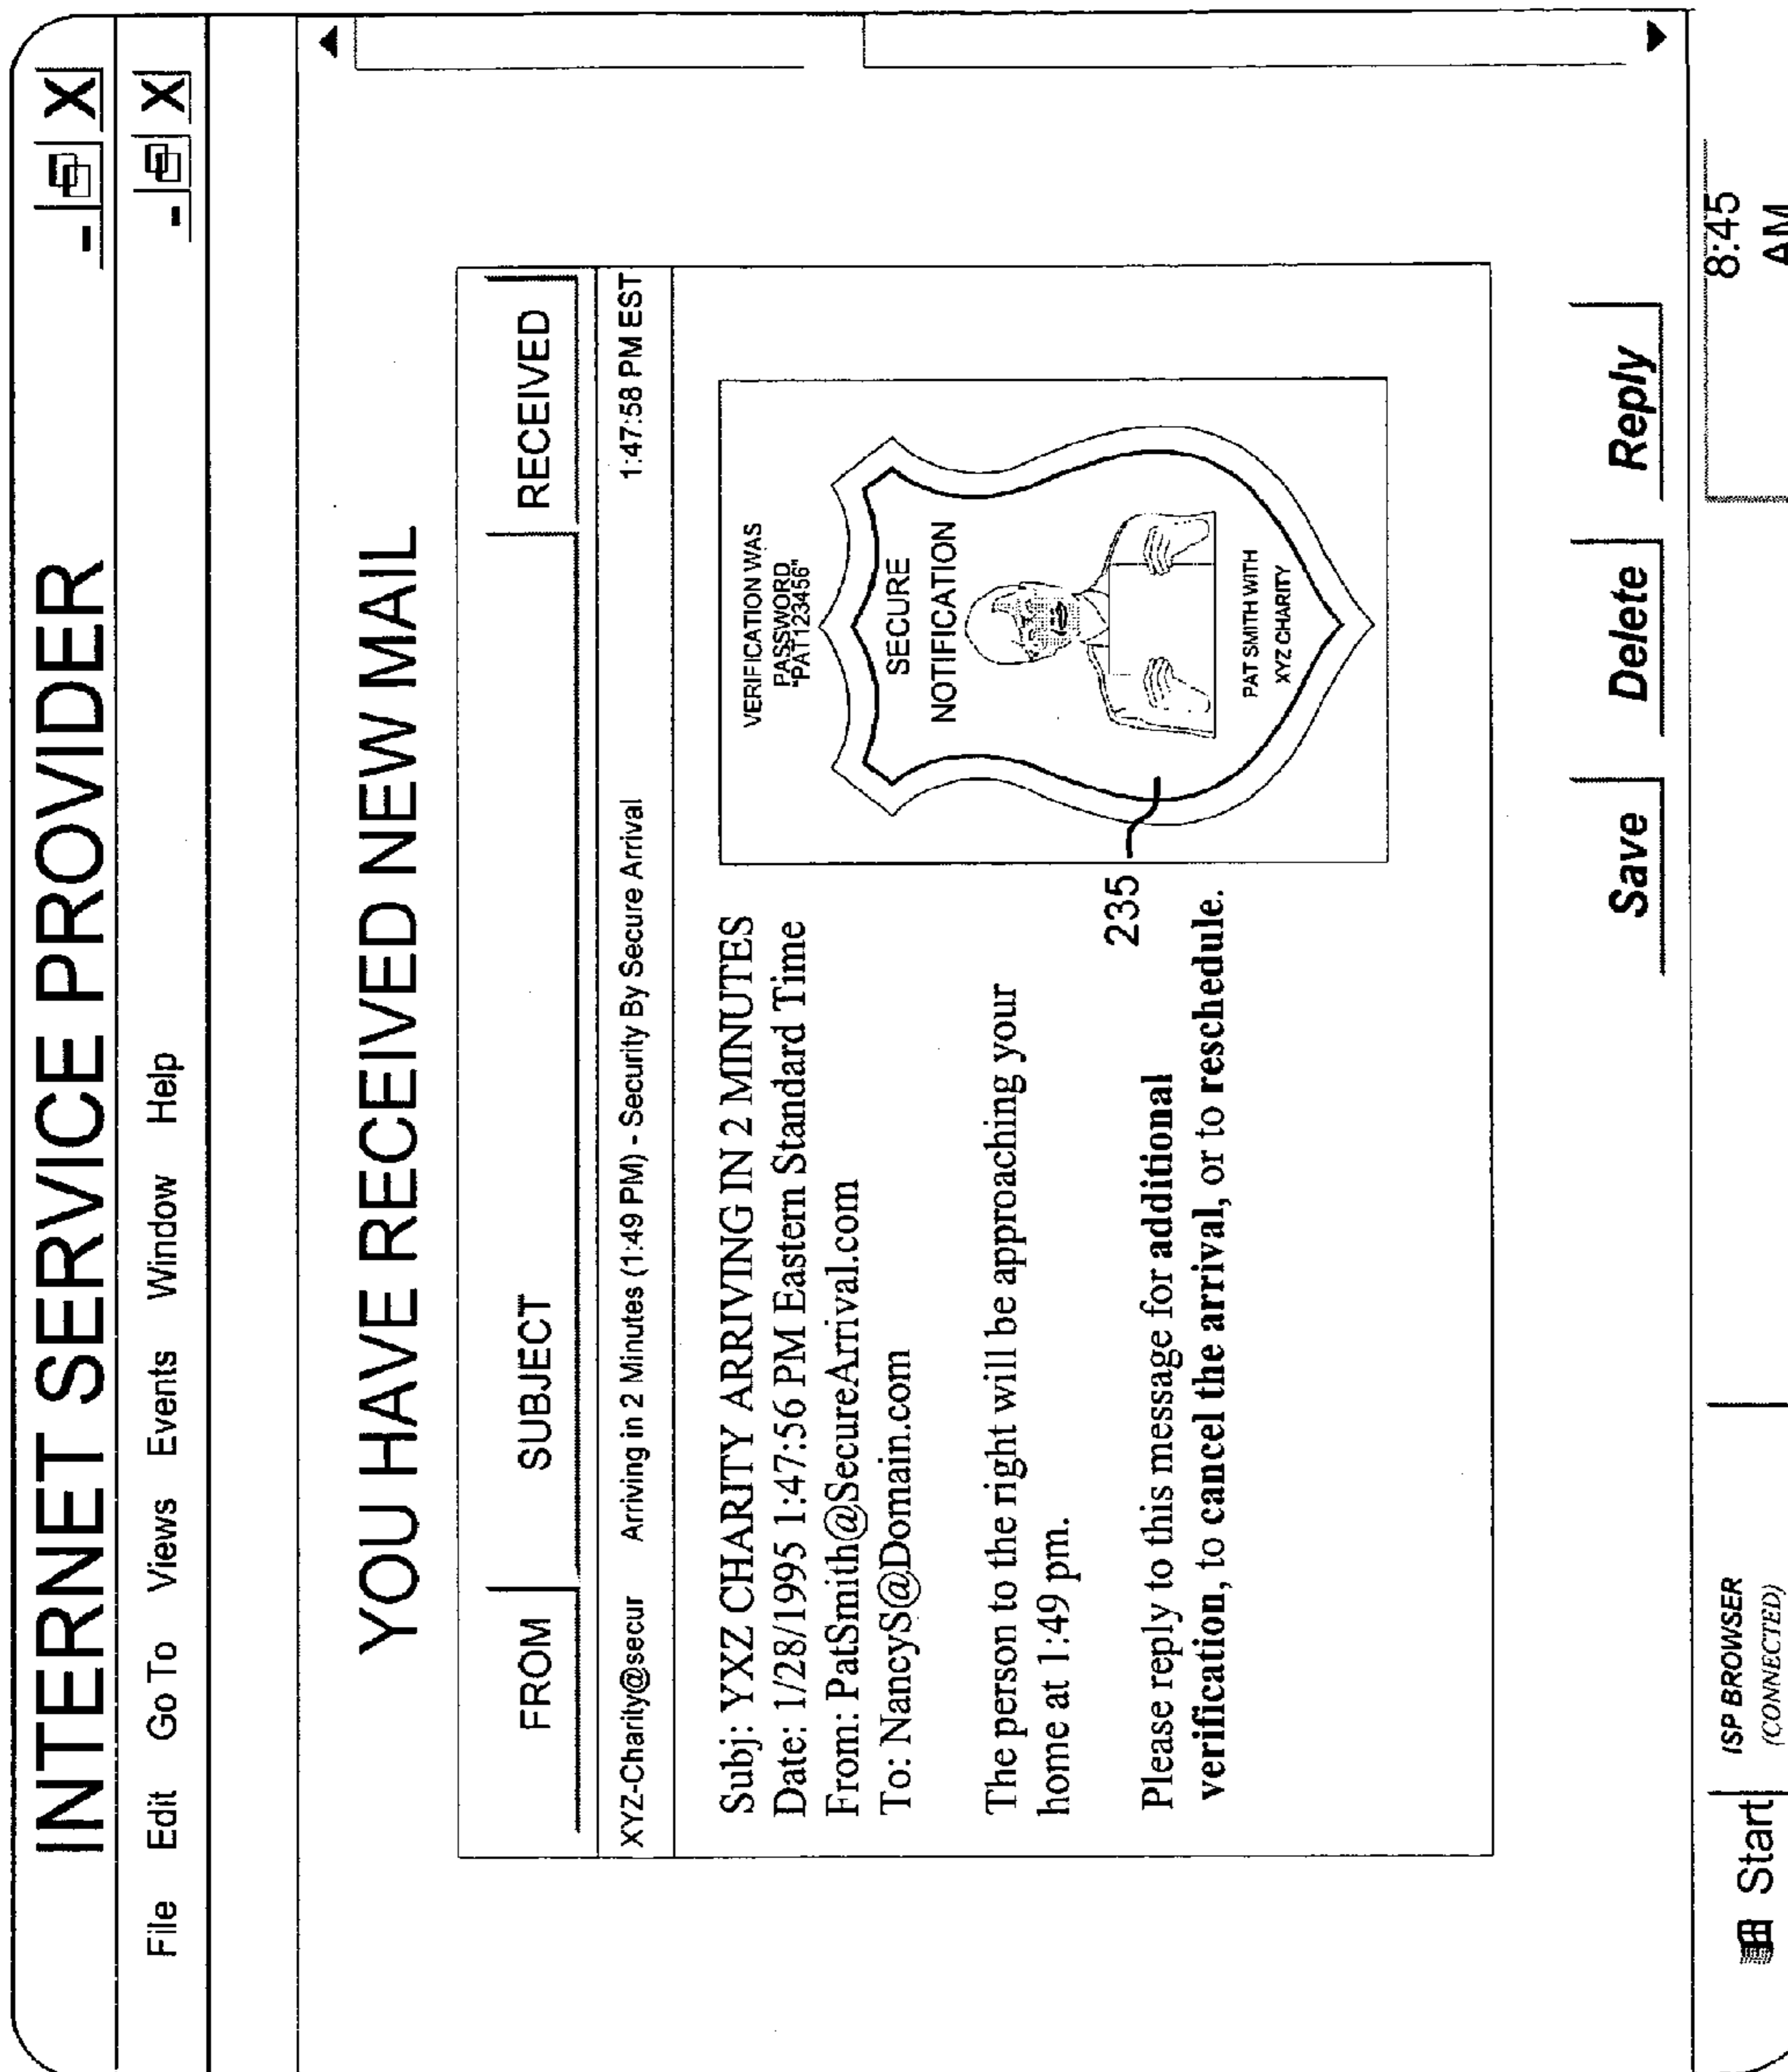 INTERNET SERVICE PROVIDER
X
File Edit Go To Views Events Window Help
X
YOU HAVE RECEIVED NEW MAIL
FROM SUBJECT RECEIVED
XYZ-Charity@secur Arriving in 2 Minutes (1:49 PM) - Security By Secure Arrival 1:47:58 PM EST
Subj: YXZ CHARITY ARRIVING IN 2 MINUTES
Date: 1/28/1995 1:47:56 PM Eastern Standard Time
From: PatSmith@SecureArrival.com
To: NancyS@Domain.com
The person to the right will be approaching your
home at 1:49 pm.
Please reply to this message for additional
verification, to cancel the arrival, or to reschedule.
VERIFICATION WAS
PASSWORD
"PAT123456"
SECURE
NOTIFICATION
PAT SMITH WITH
XYZ CHARITY
235
Save Delete Reply
Start ISP BROWSER
(CONNECTED)
8:45
AM